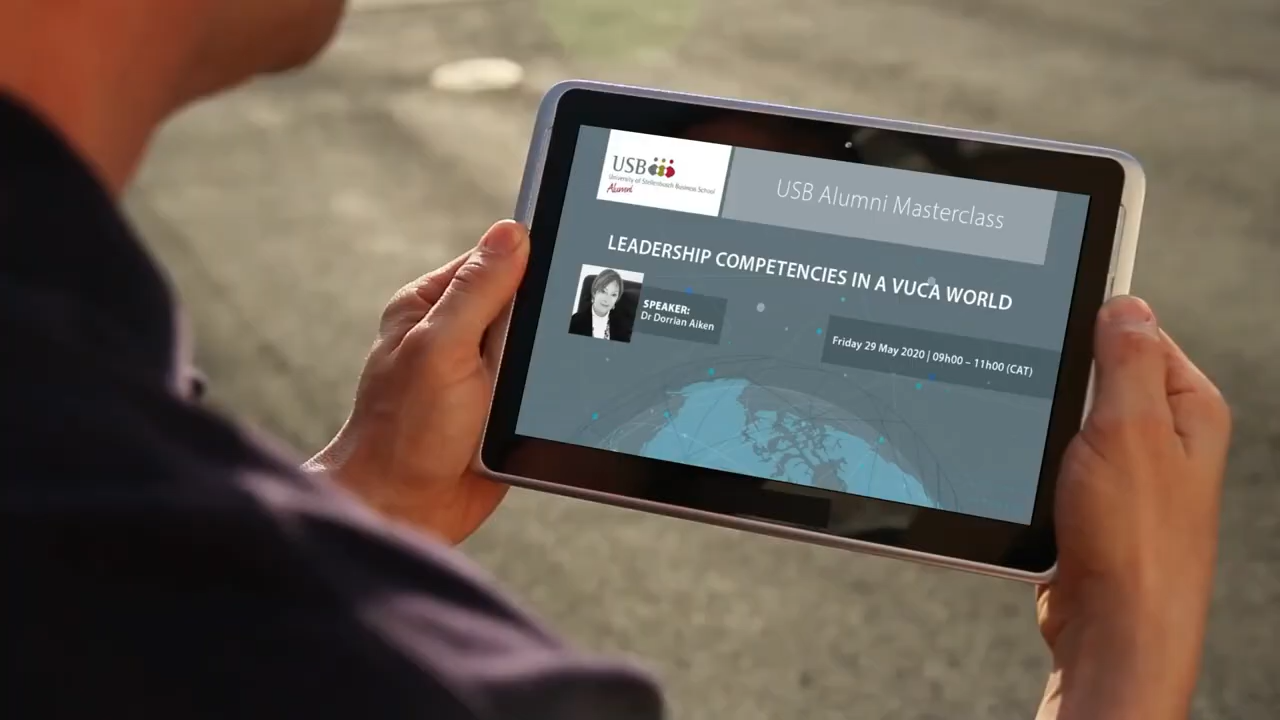 USB
University of Stellenbosch Business School
Alumni
USB Alumni Masterclass
LEADERSHIP COMPETENCIES IN A VUCA WORLD
SPEAKER:
Dr Dorrian Aiken
Friday 29 May 2020 | 09h00 – 11h00 (CAT)